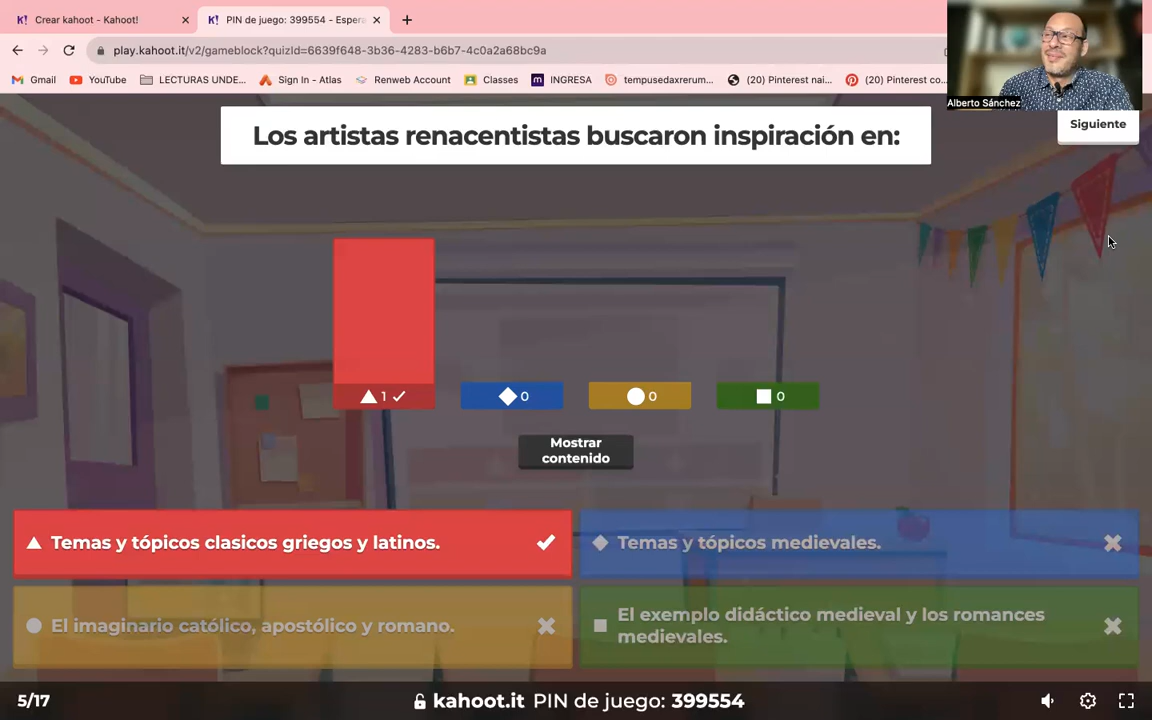 Crear kahoot - Kahoot!
PIN de juego: 399554 - Espera
play.kahoot.it/v2/gameblock?quizId=6639f648-3b36-4283-b6b7-4c0a2a68bc9a
Gmail
YouTube
LECTURAS UNDE...
Sign In - Atlas
Renweb Account
Classes
INGRESA
tempusedaxrerum...
(20) Pinterest nai...
(20) Pinterest co...
Alberto Sánchez
Siguiente
Los artistas renacentistas buscaron inspiración en:
1
0
0
0
Mostrar
contenido
Temas y tópicos clasicos griegos y latinos.
Temas y tópicos medievales.
El imaginario católico, apostólico y romano.
El exemplo didáctico medieval y los romances
medievales.
5/17
kahoot.it PIN de juego: 399554